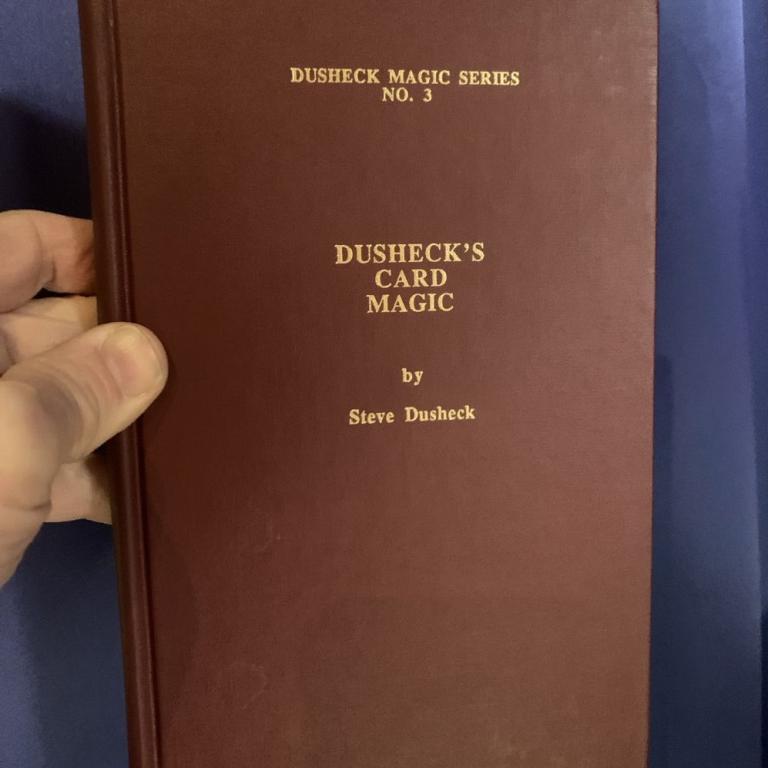 DUSHECK MAGIC SERIES
NO. 3
DUSHECK'S
CARD
MAGIC
by
Steve Dusheck